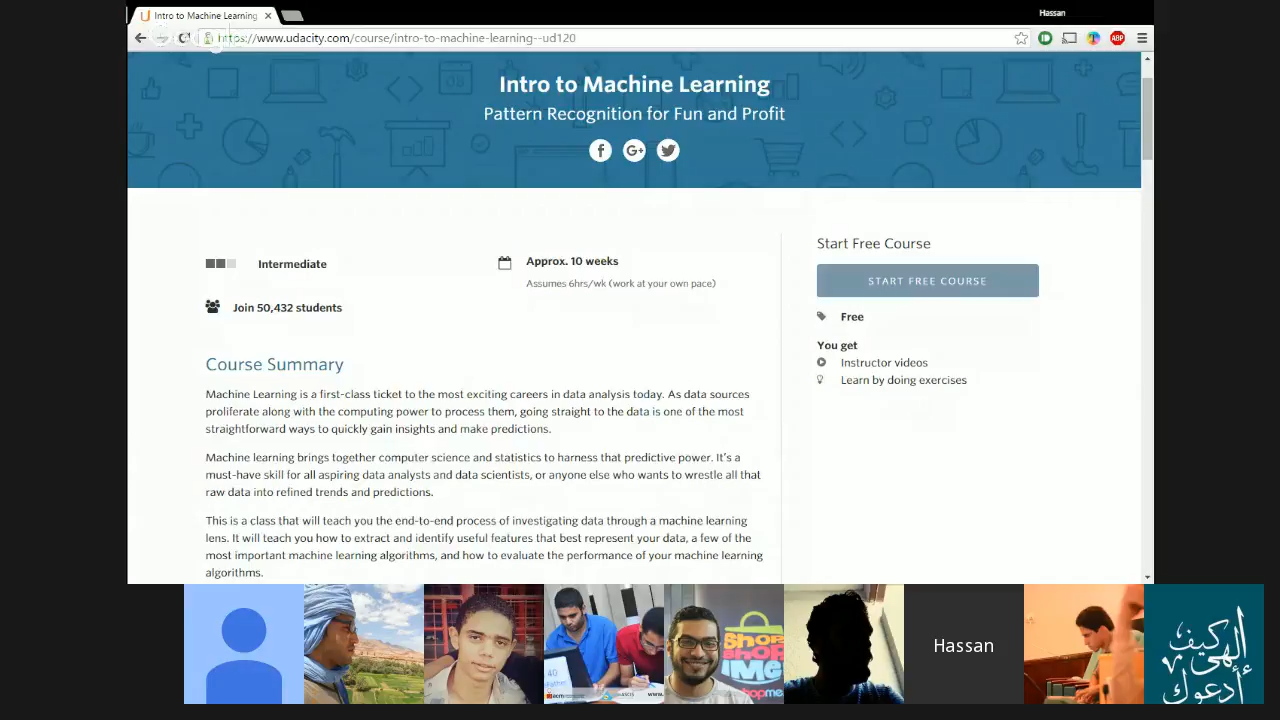 Intro to Machine Learning
Hassan
https://www.udacity.com/course/intro-to-machine-learning--ud120
ABP
Intro to Machine Learning
Pattern Recognition for Fun and Profit
Intermediate
Approx. 10 weeks
Assumes 6hrs/wk (work at your own pace)
Join 50,432 students
Start Free Course
START FREE COURSE
Free
You get
Instructor videos
Learn by doing exercises
Course Summary
Machine Learning is a first-class ticket to the most exciting careers in data analysis today. As data sources
proliferate along with the computing power to process them, going straight to the data is one of the most
straightforward ways to quickly gain insights and make predictions.
Machine learning brings together computer science and statistics to harness that predictive power. It's a
must-have skill for all aspiring data analysts and data scientists, or anyone else who wants to wrestle all that
raw data into refined trends and predictions.
This is a class that will teach you the end-to-end process of investigating data through a machine learning
lens. It will teach you how to extract and identify useful features that best represent your data, a few of the
most important machine learning algorithms, and how to evaluate the performance of your machine learning
algorithms.
SHOP
SHOP
iME
Hassan
إلهي كيف
أدعوك